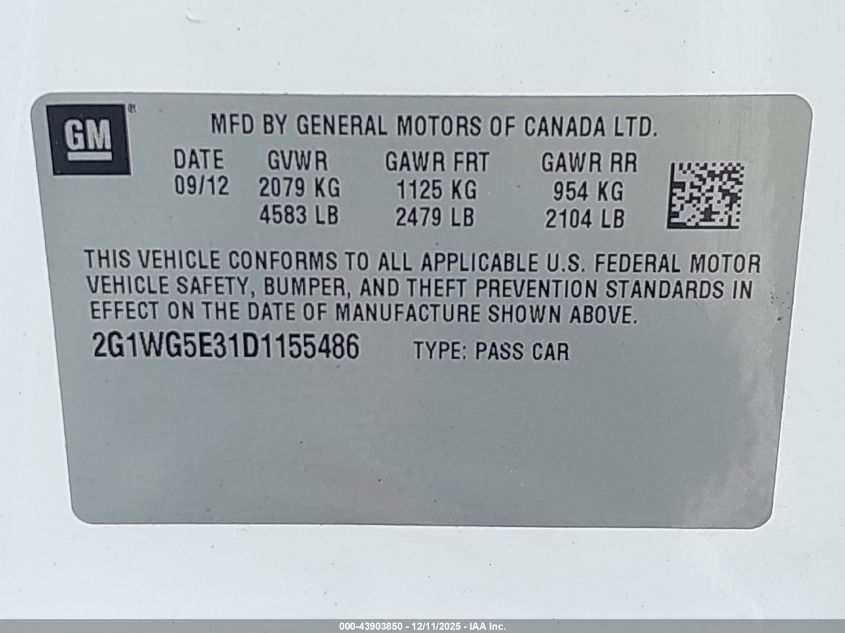 GM ®
MFD BY GENERAL MOTORS OF CANADA LTD.
DATE GVWR GAWR FRT GAWR RR
09/12 2079 KG 1125 KG 954 KG
4583 LB 2479 LB 2104 LB
THIS VEHICLE CONFORMS TO ALL APPLICABLE U.S. FEDERAL MOTOR
VEHICLE SAFETY, BUMPER, AND THEFT PREVENTION STANDARDS IN
EFFECT ON THE DATE OF MANUFACTURE SHOWN ABOVE.
2G1WG5E31D1155486 TYPE: PASS CAR
000-43903850 - 12/11/2025 - IAA Inc.